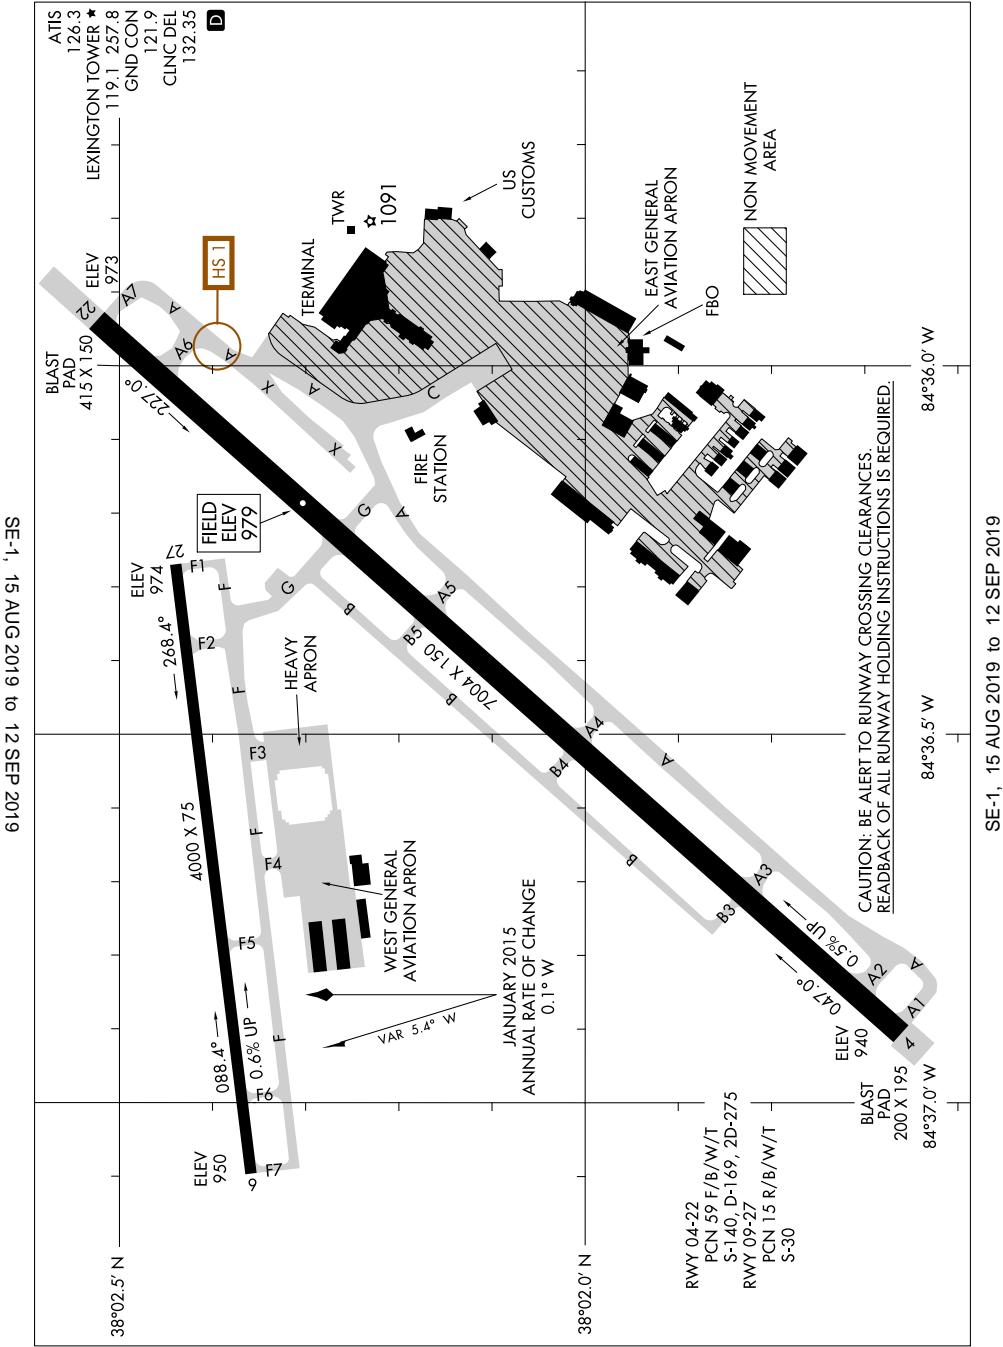 ATIS
126.3
LEXINGTON TOWER ★
119.1 257.8
GND CON
121.9
CLNC DEL
132.35
D
NON MOVEMENT
AREA
US
CUSTOMS
TWR
1091
TERMINAL
EAST GENERAL
AVIATION APRON
FBO
HS 1
ELEV
973
22
A7
A
A6
A
BLAST
PAD
415 X 150
227.0°
X
A
X
C
FIRE
STATION
84°36.0' W
FIELD
ELEV
979
G
A
27
ELEV
974
F1
F
G
B
A5
B5
268.4°
F2
F
HEAVY
APRON
7004 X 150
B
F3
A4
B4
A
84°36.5' W
4000 X 75
F
F4
WEST GENERAL
AVIATION APRON
B
A3
B3
F5
0.5% UP
047.0°
A2
A
A1
4
ELEV
940
BLAST
PAD
200 X 195
84°37.0' W
CAUTION: BE ALERT TO RUNWAY CROSSING CLEARANCES.
READBACK OF ALL RUNWAY HOLDING INSTRUCTIONS IS REQUIRED.
JANUARY 2015
ANNUAL RATE OF CHANGE
0.1° W
VAR 5.4° W
088.4°
0.6% UP
F
F6
F7
9
ELEV
950
RWY 04-22
PCN 59 F/B/W/T
S-140, D-169, 2D-275
RWY 09-27
PCN 15 R/B/W/T
S-30
38°02.5' N
38°02.0' N
SE-1, 15 AUG 2019 to 12 SEP 2019
SE-1, 15 AUG 2019 to 12 SEP 2019